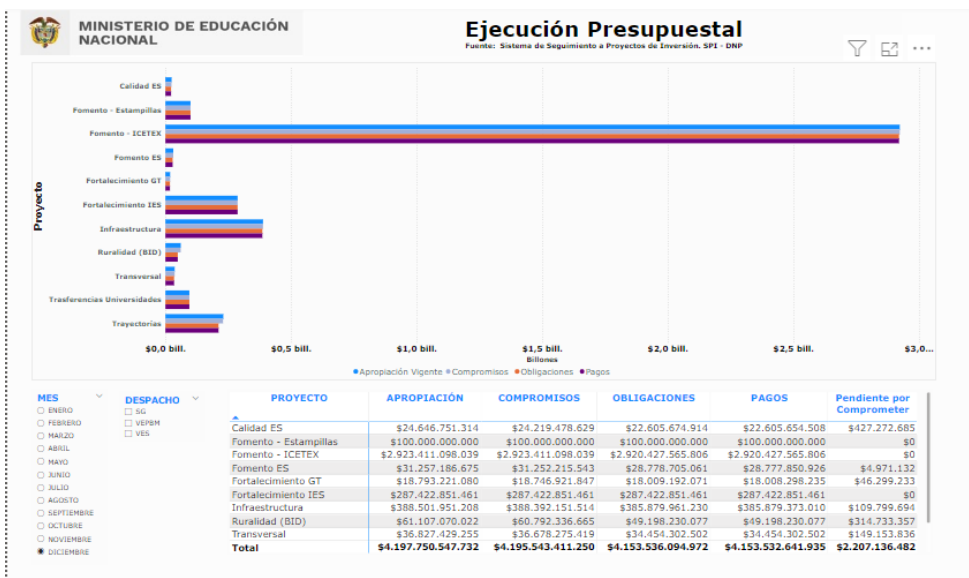 MINISTERIO DE EDUCACIÓN
NACIONAL
Ejecución Presupuestal
Fuente: Sistema de Seguimiento a Proyectos de Inversión. SPI - DNP
Proyecto
Calidad ES
Fomento - Estampillas
Fomento - ICETEX
Fomento ES
Fortalecimiento GT
Fortalecimiento IES
Infraestructura
Ruralidad (BID)
Transversal
Trasferencias Universidades
Trayectorias
$0,0 bill. $0,5 bill. $1,0 bill. $1,5 bill. $2,0 bill. $2,5 bill. $3,0...
Billones
Apropiación Vigente Compromisos Obligaciones Pagos
MES
ENERO
FEBRERO
MARZO
ABRIL
MAYO
JUNIO
JULIO
AGOSTO
SEPTIEMBRE
OCTUBRE
NOVIEMBRE
DICIEMBRE
DESPACHO
SG
VEPBM
VES
PROYECTO APROPIACIÓN COMPROMISOS OBLIGACIONES PAGOS Pendiente por
Comprometer
Calidad ES $24.646.751.314 $24.219.478.629 $22.605.674.914 $22.605.654.508 $427.272.685
Fomento - Estampillas $100.000.000.000 $100.000.000.000 $100.000.000.000 $100.000.000.000 $0
Fomento - ICETEX $2.923.411.098.039 $2.923.411.098.039 $2.920.427.565.806 $2.920.427.565.806 $0
Fomento ES $31.257.186.675 $31.252.215.543 $28.778.705.061 $28.777.850.926 $4.971.132
Fortalecimiento GT $18.793.221.080 $18.746.921.847 $18.009.192.071 $18.008.298.235 $46.299.233
Fortalecimiento IES $287.422.851.461 $287.422.851.461 $287.422.851.461 $287.422.851.461 $0
Infraestructura $388.501.951.208 $388.392.151.514 $385.879.961.230 $385.879.373.010 $109.799.694
Ruralidad (BID) $61.107.070.022 $60.792.336.665 $49.198.230.077 $49.198.230.077 $314.733.357
Transversal $36.827.429.255 $36.678.275.419 $34.454.302.502 $34.454.302.502 $149.153.836
Total $4.197.750.547.732 $4.195.543.411.250 $4.153.536.094.972 $4.153.532.641.935 $2.207.136.482